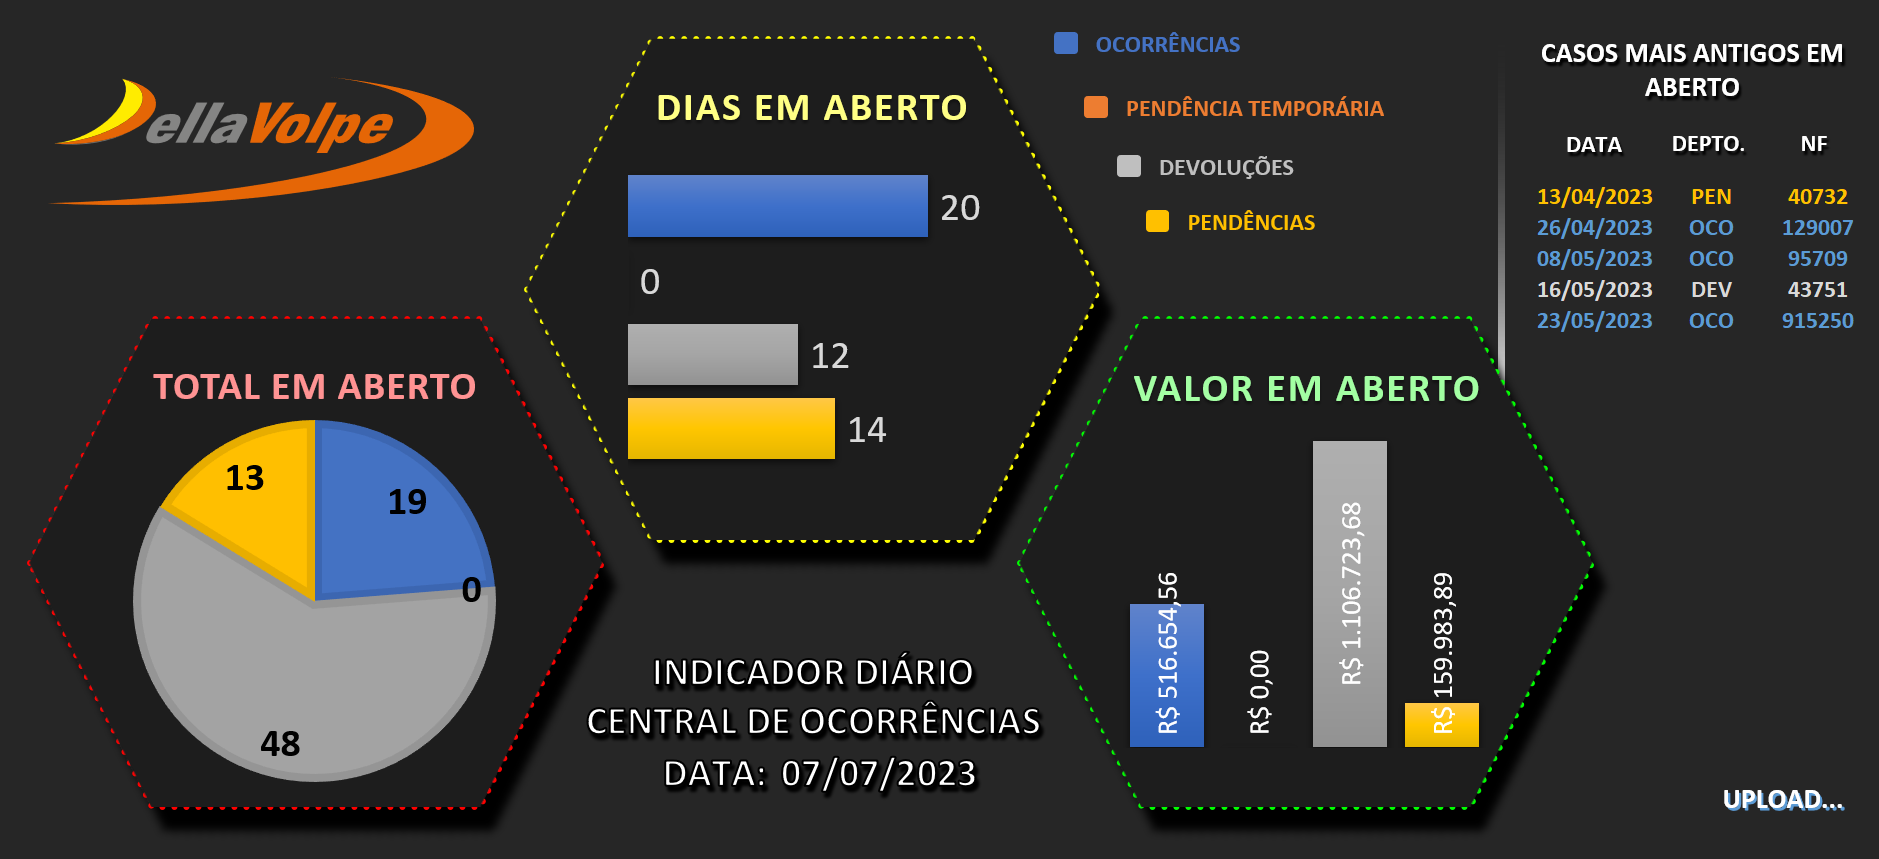 DellaVolpe
DIAS EM ABERTO
20
0
12
14
OCORRÊNCIAS
PENDÊNCIA TEMPORÁRIA
DEVOLUÇÕES
PENDÊNCIAS
CASOS MAIS ANTIGOS EM
ABERTO
DATA DEPTO. NF
13/04/2023 PEN 40732
26/04/2023 OCO 129007
08/05/2023 OCO 95709
16/05/2023 DEV 43751
23/05/2023 OCO 915250
TOTAL EM ABERTO
13
19
0
48
INDICADOR DIÁRIO
CENTRAL DE OCORRÊNCIAS
DATA: 07/07/2023
VALOR EM ABERTO
R$ 516.654,56
R$ 0,00
R$ 1.106.723,68
R$ 159.983,89
UPLOAD...